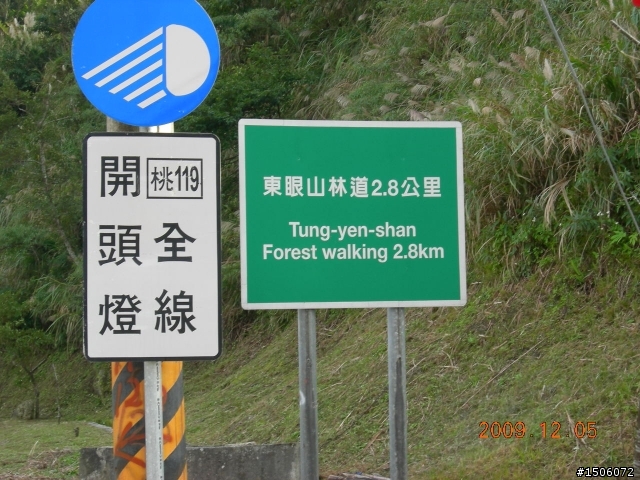 桃119
全線
開頭燈
東眼山林道2.8公里
Tung-yen-shan
Forest walking 2.8km
2009.12.05
#1506072